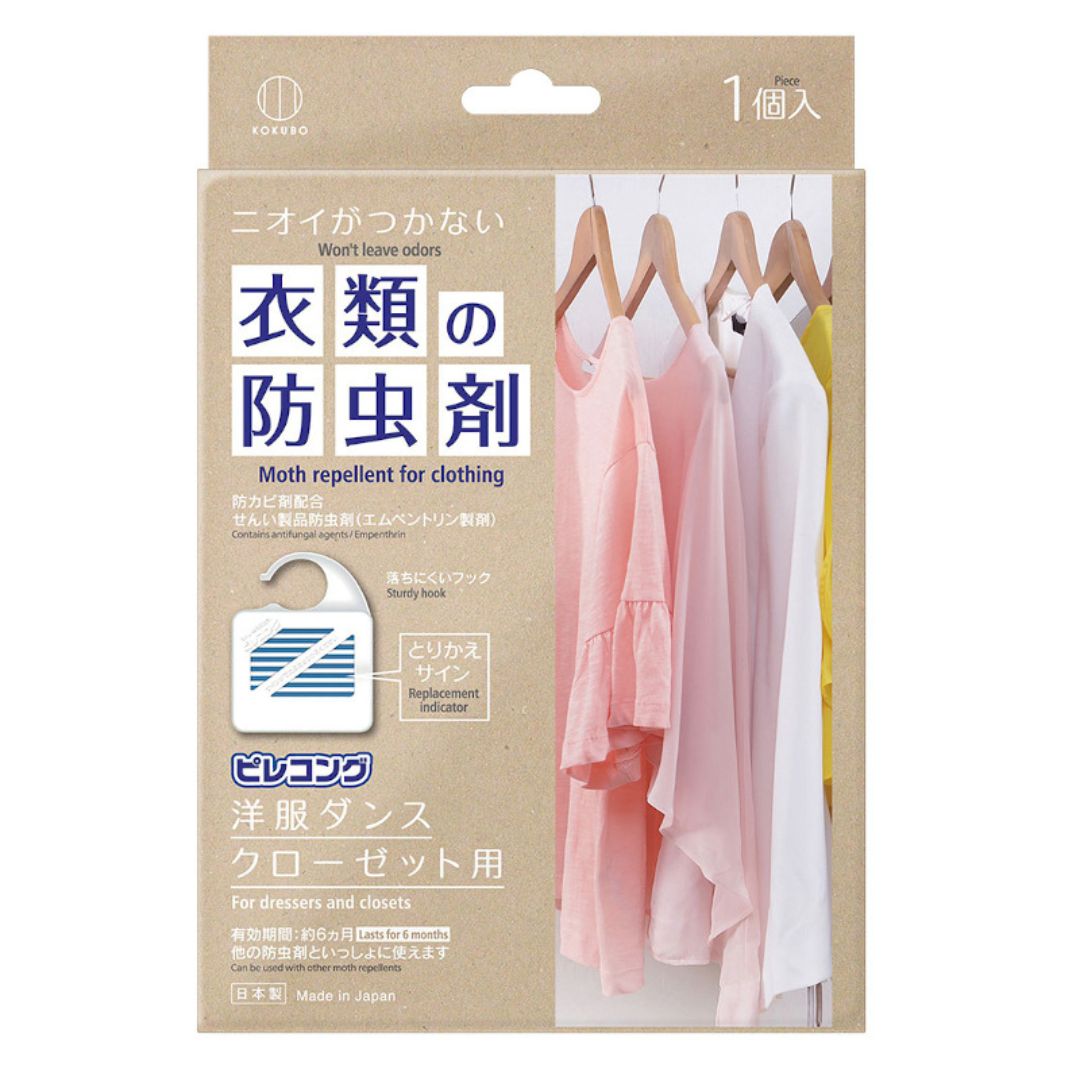 KOKUBO
Piece
1個入
ニオイがつかない
Won't leave odors
衣類の
防虫剤
Moth repellent for clothing
防カビ剤配合
せんい製品防虫剤(エムペントリン製剤)
Contains antifungal agents / Empenthrin
落ちにくいフック
Sturdy hook
とりかえ
サイン
Replacement
indicator
ピレコング
洋服ダンス
クローゼット用
For dressers and closets
有効期間:約6ヵ月 Lasts for 6 months
他の防虫剤といっしょに使えます
Can be used with other moth repellents
日本製 Made in Japan